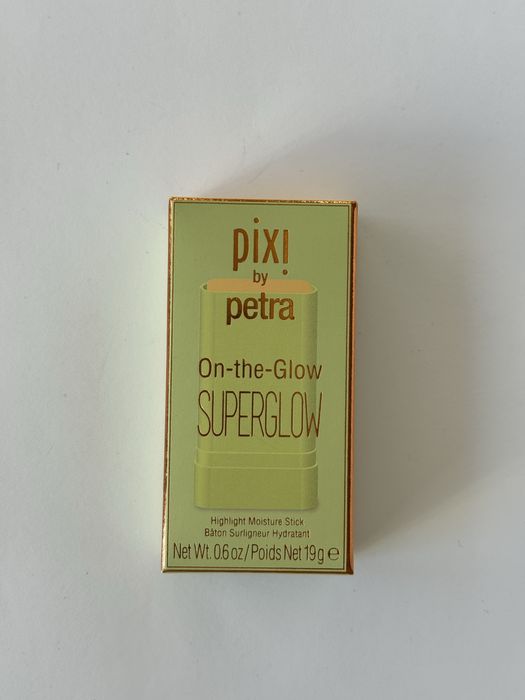 pixi
by
petra
On-the-Glow
SUPERGLOW
Highlight Moisture Stick
Bâton Surligneur Hydratant
Net Wt. 0.6 oz/Poids Net 19g ℮